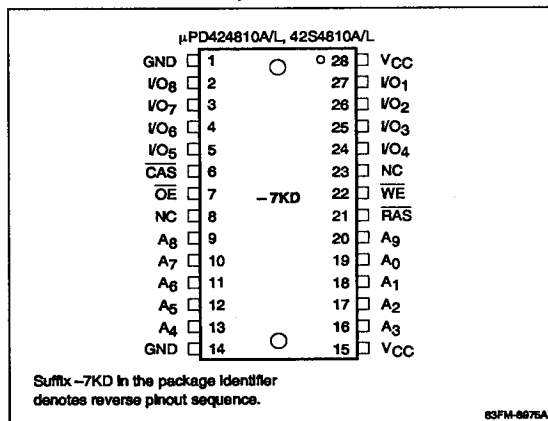 μPD424810A/L, 42S4810A/L
GND 1 28 VCC
I/O8 2 27 I/O1
I/O7 3 26 I/O2
I/O6 4 25 I/O3
I/O5 5 24 I/O4
CAS 6 23 NC
OE 7 -7KD 22 WE
NC 8 21 RAS
A8 9 20 A9
A7 10 19 A0
A6 11 18 A1
A5 12 17 A2
A4 13 16 A3
GND 14 15 VCC
Suffix -7KD in the package identifier
denotes reverse pinout sequence.
83FM-6975A